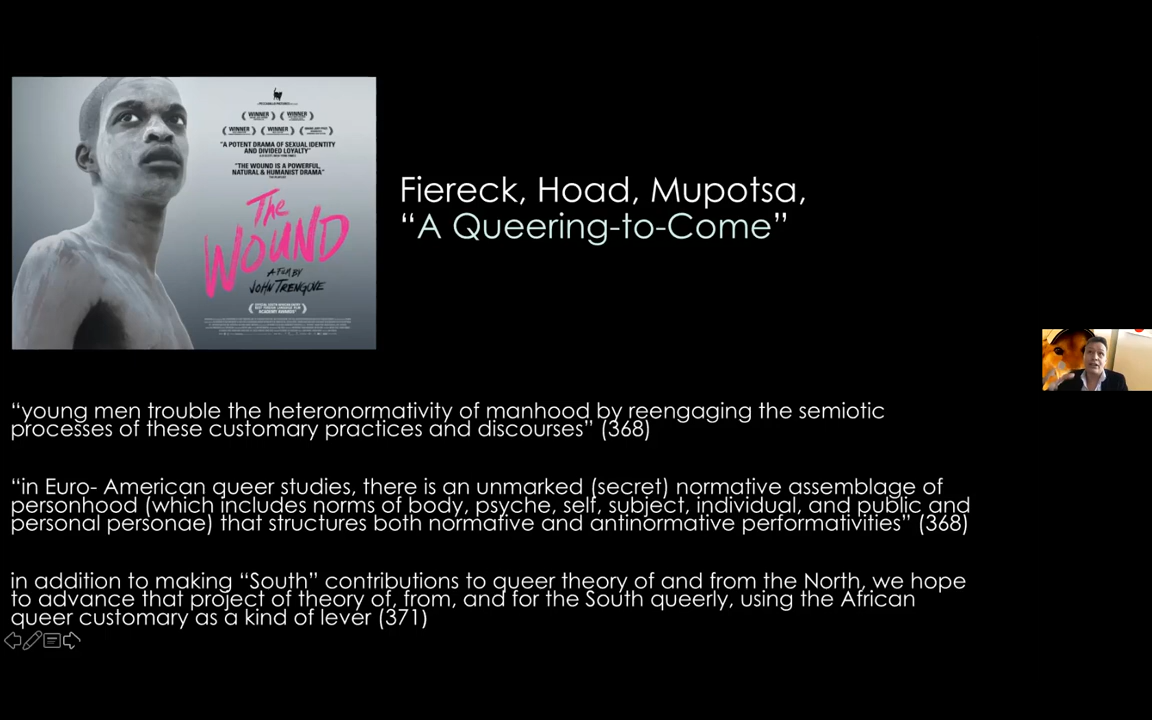 WINNER WINNER
WINNER WINNER
"A POTENT DRAMA OF SEXUAL IDENTITY
AND DIVIDED LOYALTY"
"THE WOUND IS A POWERFUL,
NATURAL & HUMANIST DRAMA"
The
WOUND
A FILM BY
JOHN TRENGOVE
ACADEMY AWARDS
Fiereck, Hoad, Mupotsa,
“A Queering-to-Come”
“young men trouble the heteronormativity of manhood by reengaging the semiotic
processes of these customary practices and discourses” (368)
“in Euro- American queer studies, there is an unmarked (secret) normative assemblage of
personhood (which includes norms of body, psyche, self, subject, individual, and public and
personal personae) that structures both normative and antinormative performativities” (368)
in addition to making “South” contributions to queer theory of and from the North, we hope
to advance that project of theory of, from, and for the South queerly, using the African
queer customary as a kind of lever (371)